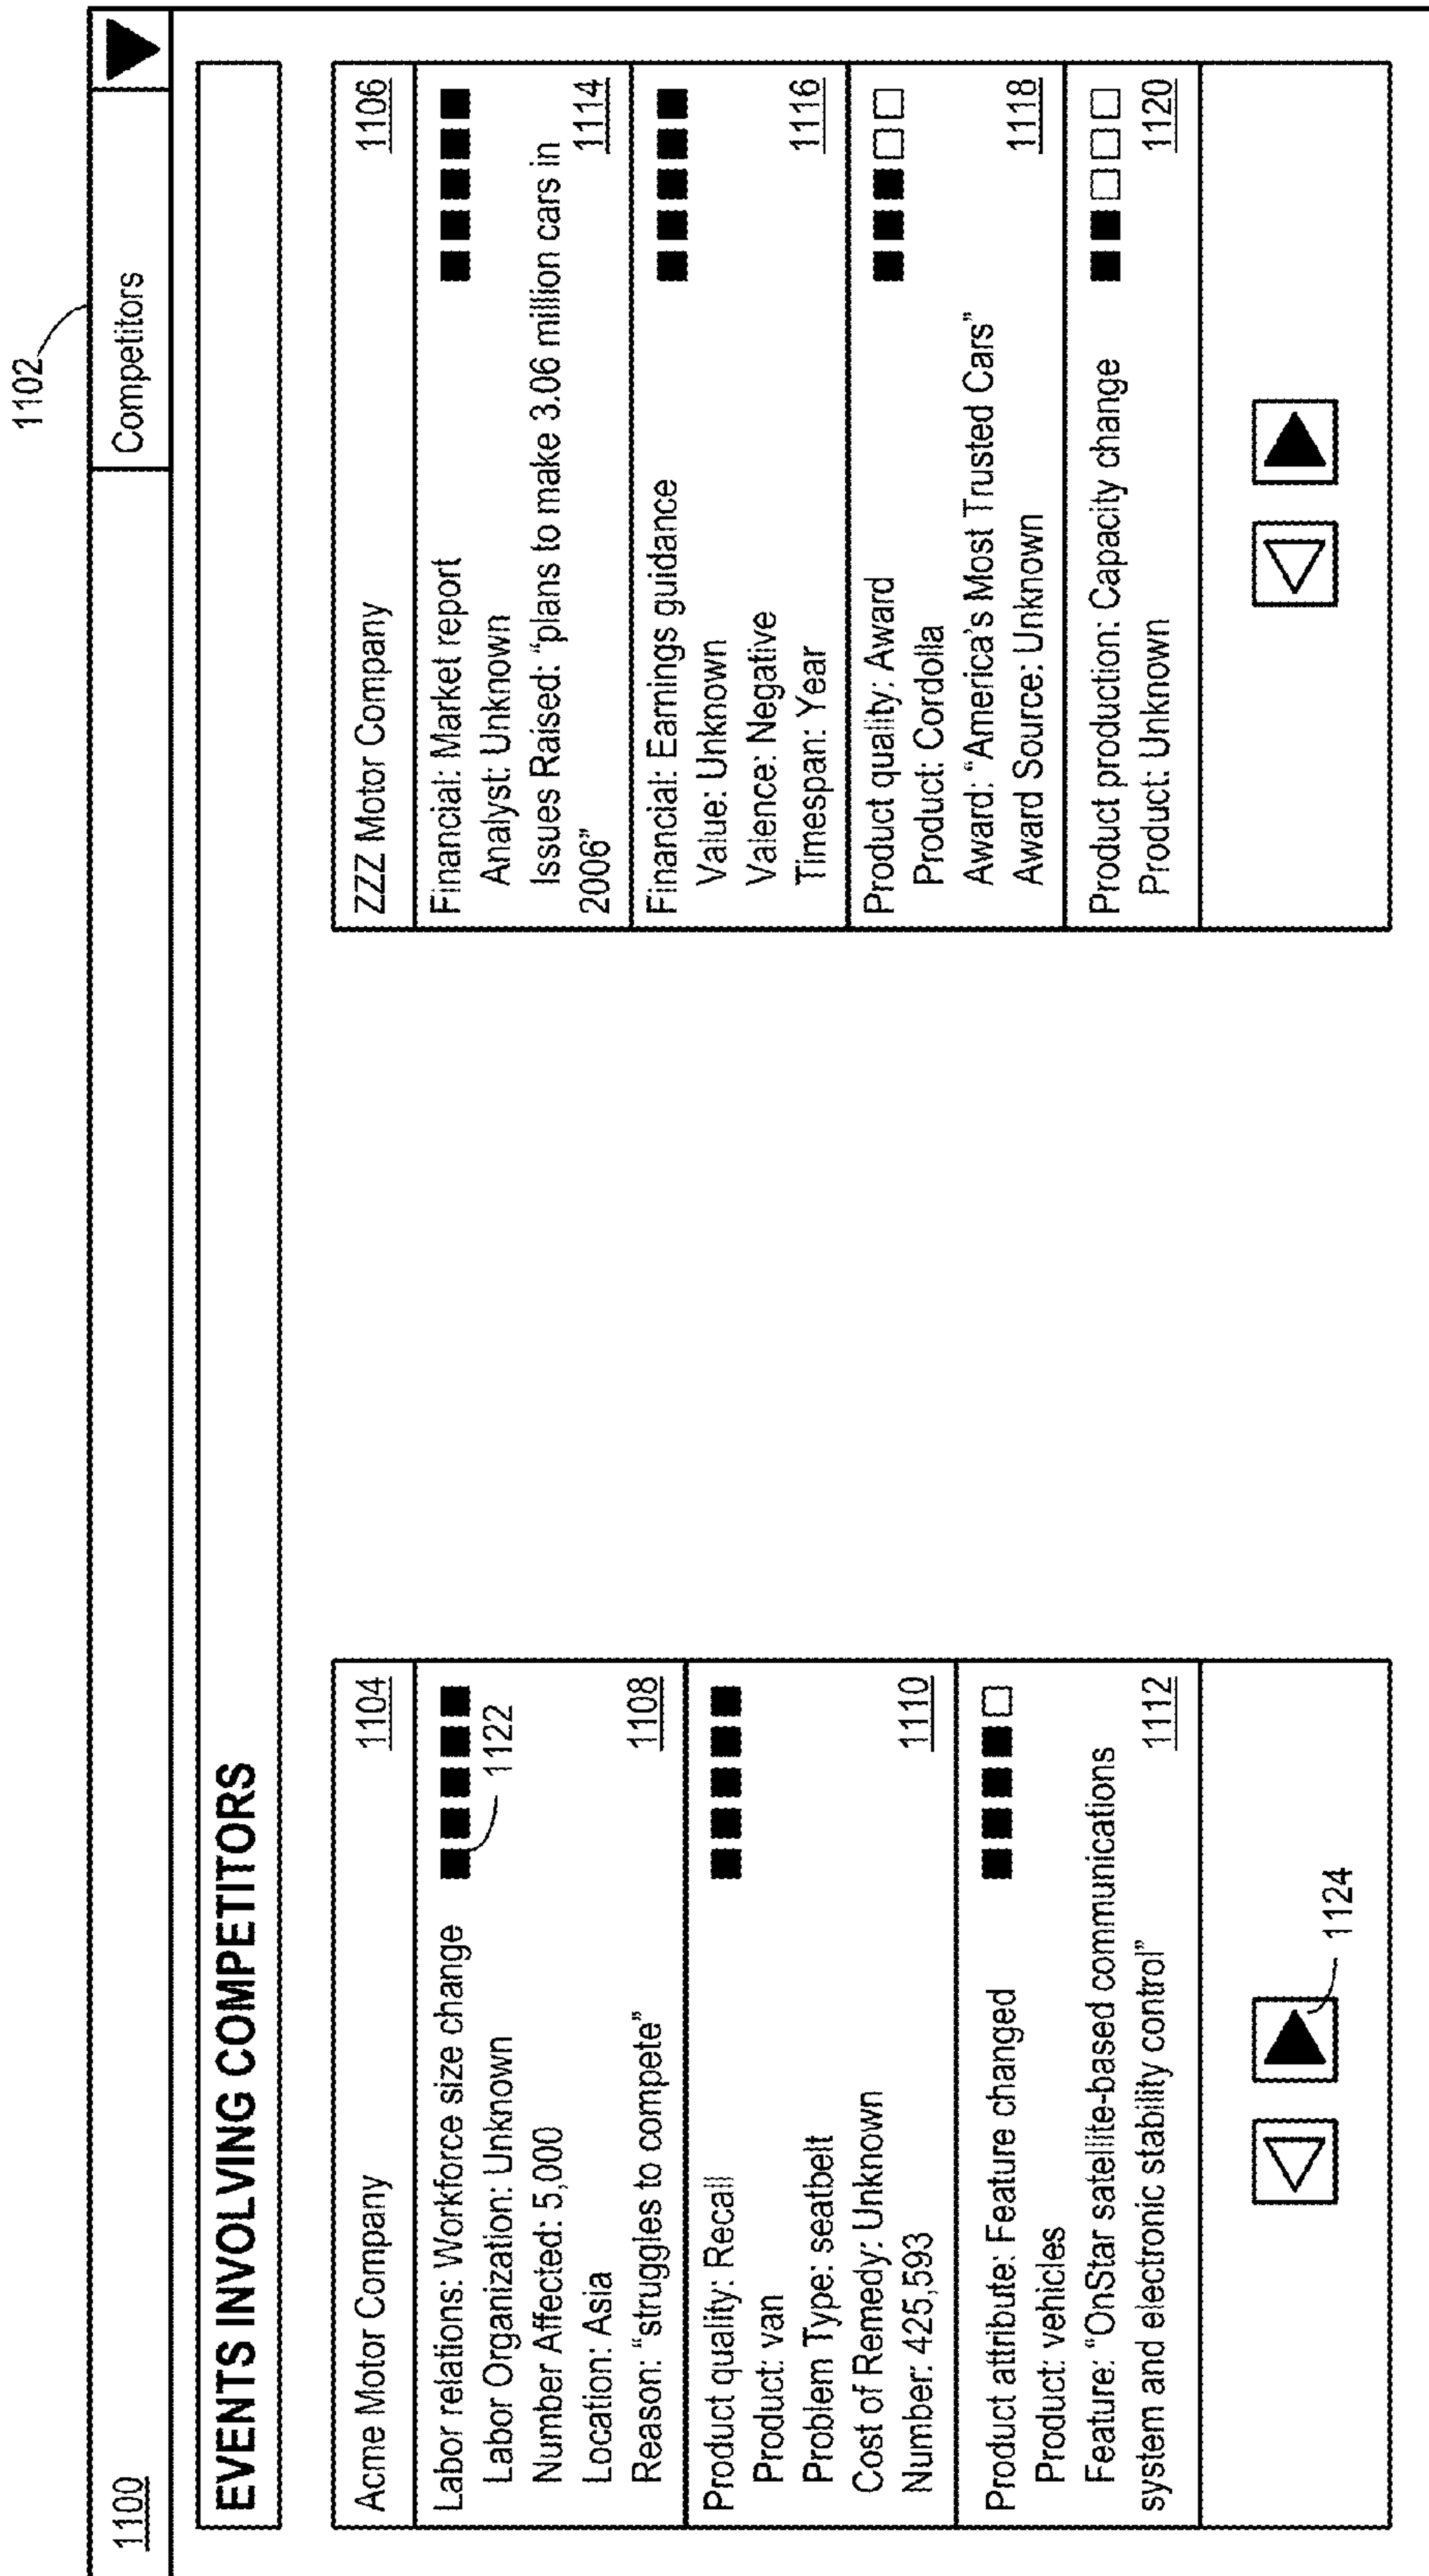 1100
1102
Competitors
EVENTS INVOLVING COMPETITORS
Acme Motor Company
1104
Labor relations: Workforce size change
1122
Labor Organization: Unknown
Number Affected: 5,000
Location: Asia
Reason: “struggles to compete”
1108
Product quality: Recall
Product: van
Problem Type: seatbelt
Cost of Remedy: Unknown
Number: 425,593
1110
Product attribute: Feature changed
Product: vehicles
Feature: “OnStar satellite-based communications
system and electronic stability control”
1112
1124
ZZZ Motor Company
1106
Financial: Market report
Analyst: Unknown
Issues Raised: “plans to make 3.06 million cars in
2006”
1114
Financial: Earnings guidance
Value: Unknown
Valence: Negative
Timespan: Year
1116
Product quality: Award
Product: Cordolla
Award: “America’s Most Trusted Cars”
Award Source: Unknown
1118
Product production: Capacity change
Product: Unknown
1120